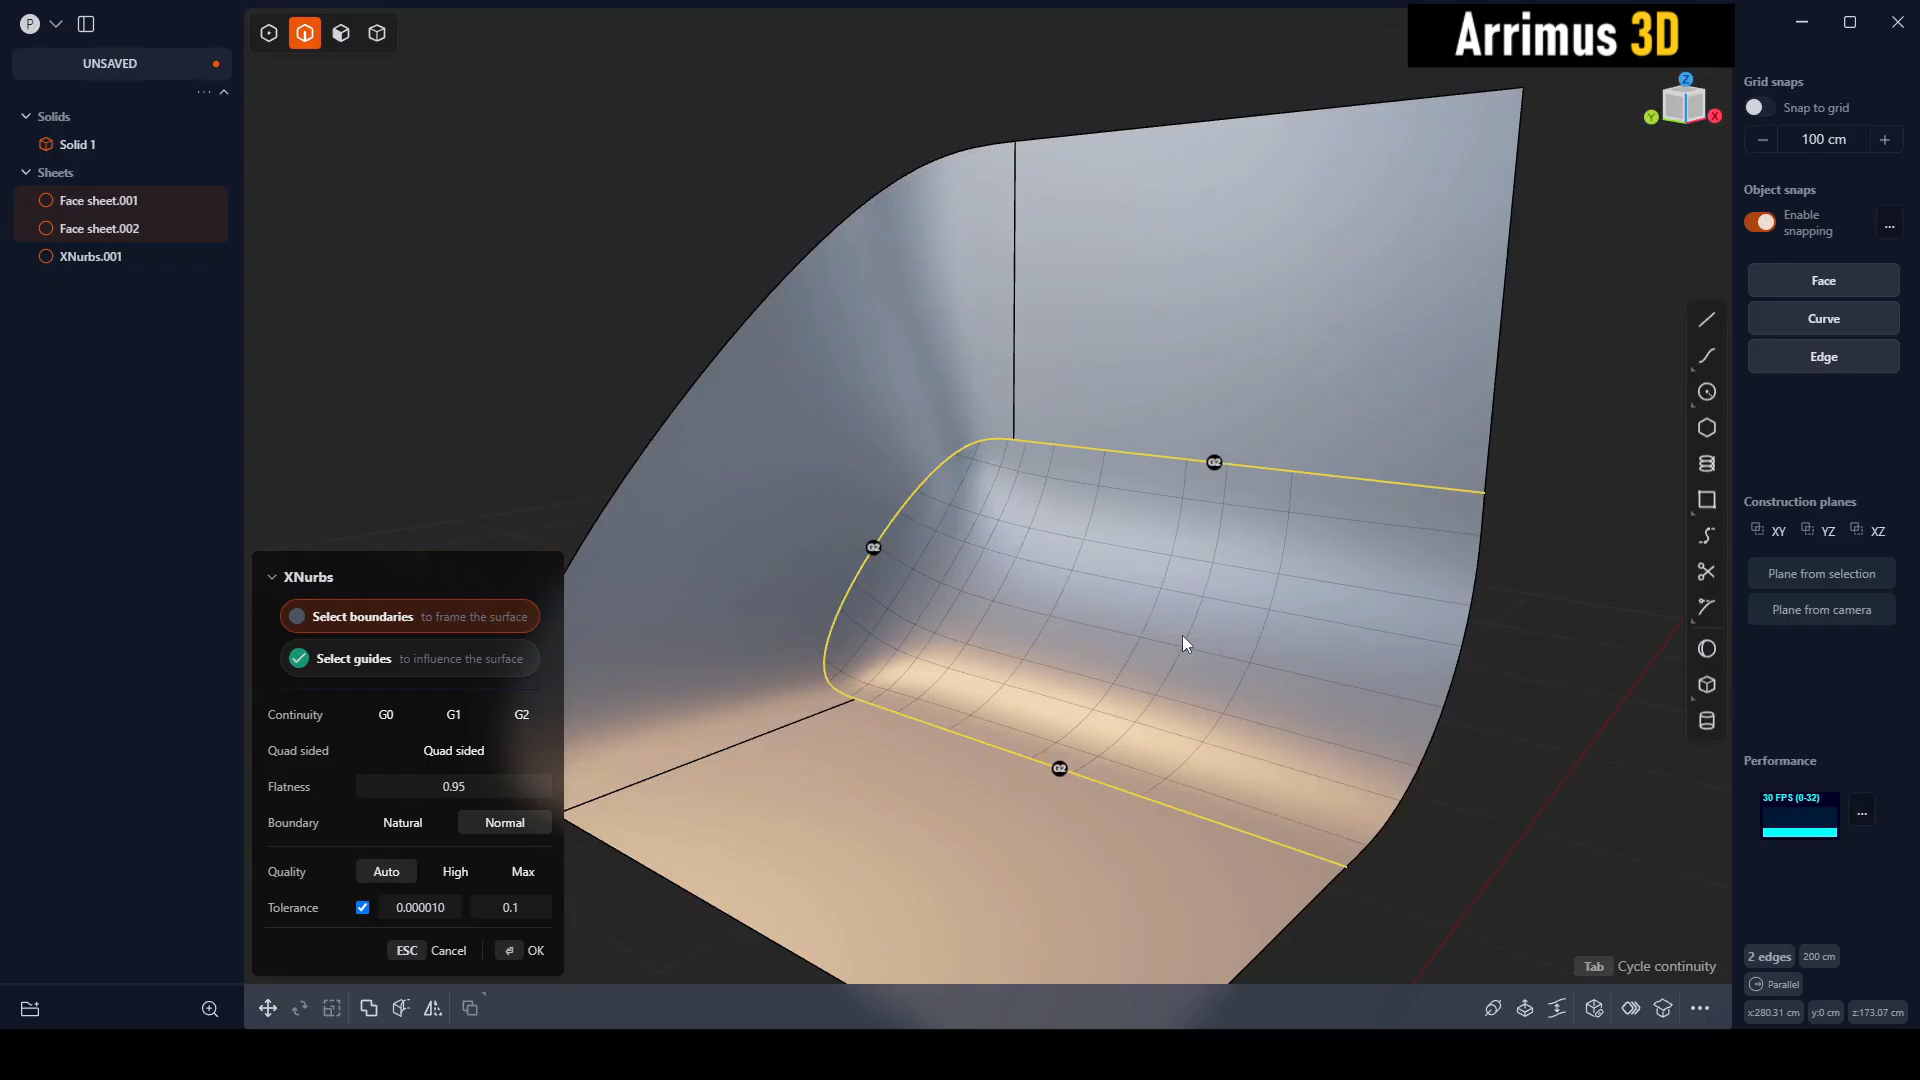 P
UNSAVED
Solids
Solid 1
Sheets
Face sheet.001
Face sheet.002
XNurbs.001
Arrimus 3D
Z
Y
X
G2
G2
G2
XNurbs
Select boundaries to frame the surface
Select guides to influence the surface
Continuity G0 G1 G2
Quad sided Quad sided
Flatness 0.95
Boundary Natural Normal
Quality Auto High Max
Tolerance 0.000010 0.1
ESC Cancel OK
Tab Cycle continuity
Grid snaps
Snap to grid
100 cm
Object snaps
Enable
snapping
...
Face
Curve
Edge
Construction planes
XY YZ XZ
Plane from selection
Plane from camera
Performance
30 FPS (0-32)
...
2 edges 200 cm
Parallel
x:280.31 cm y:0 cm z:173.07 cm